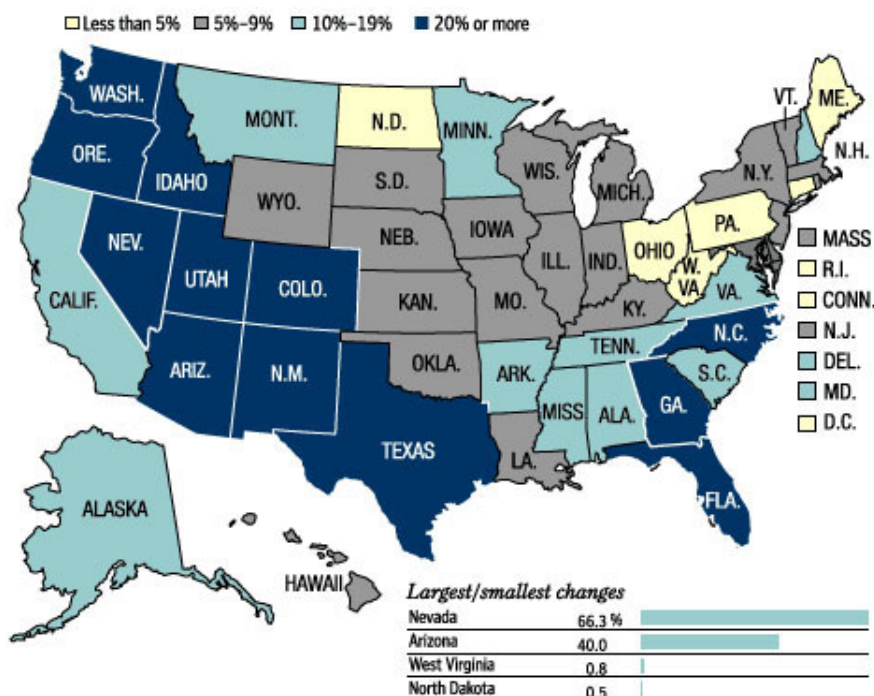 Less than 5% 5%–9% 10%–19% 20% or more
WASH.
MONT.
N.D.
MINN.
VT.
ME.
ORE.
IDAHO
WYO.
S.D.
WIS.
MICH.
N.Y.
N.H.
NEV.
UTAH
COLO.
NEB.
IOWA
ILL.
IND.
OHIO
PA.
W.
VA.
VA.
CALIF.
KAN.
MO.
KY.
ARIZ.
N.M.
OKLA.
ARK.
TENN.
N.C.
S.C.
TEXAS
LA.
MISS
ALA.
GA.
FLA.
MASS
R.I.
CONN.
N.J.
DEL.
MD.
D.C.
ALASKA
HAWAII
Largest/smallest changes
Nevada 66.3 %
Arizona 40.0
West Virginia 0.8
North Dakota 0.5